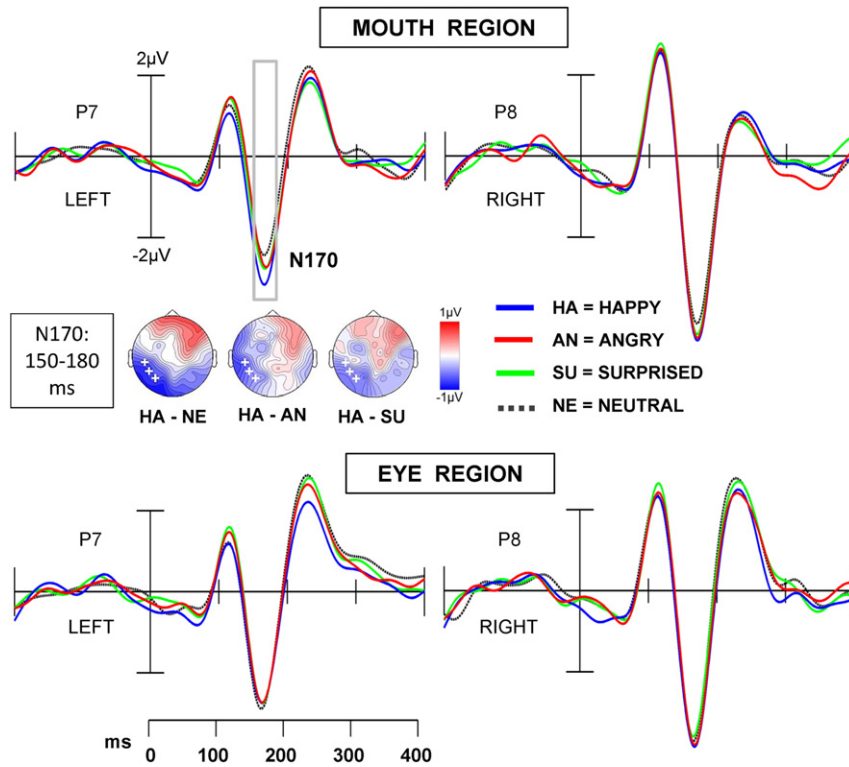 MOUTH REGION
2µV
P7
LEFT
-2µV
N170
P8
RIGHT
N170:
150-180
ms
HA - NE
HA - AN
HA - SU
1µV
-1µV
HA = HAPPY
AN = ANGRY
SU = SURPRISED
NE = NEUTRAL
EYE REGION
P7
LEFT
P8
RIGHT
ms
0 100 200 300 400